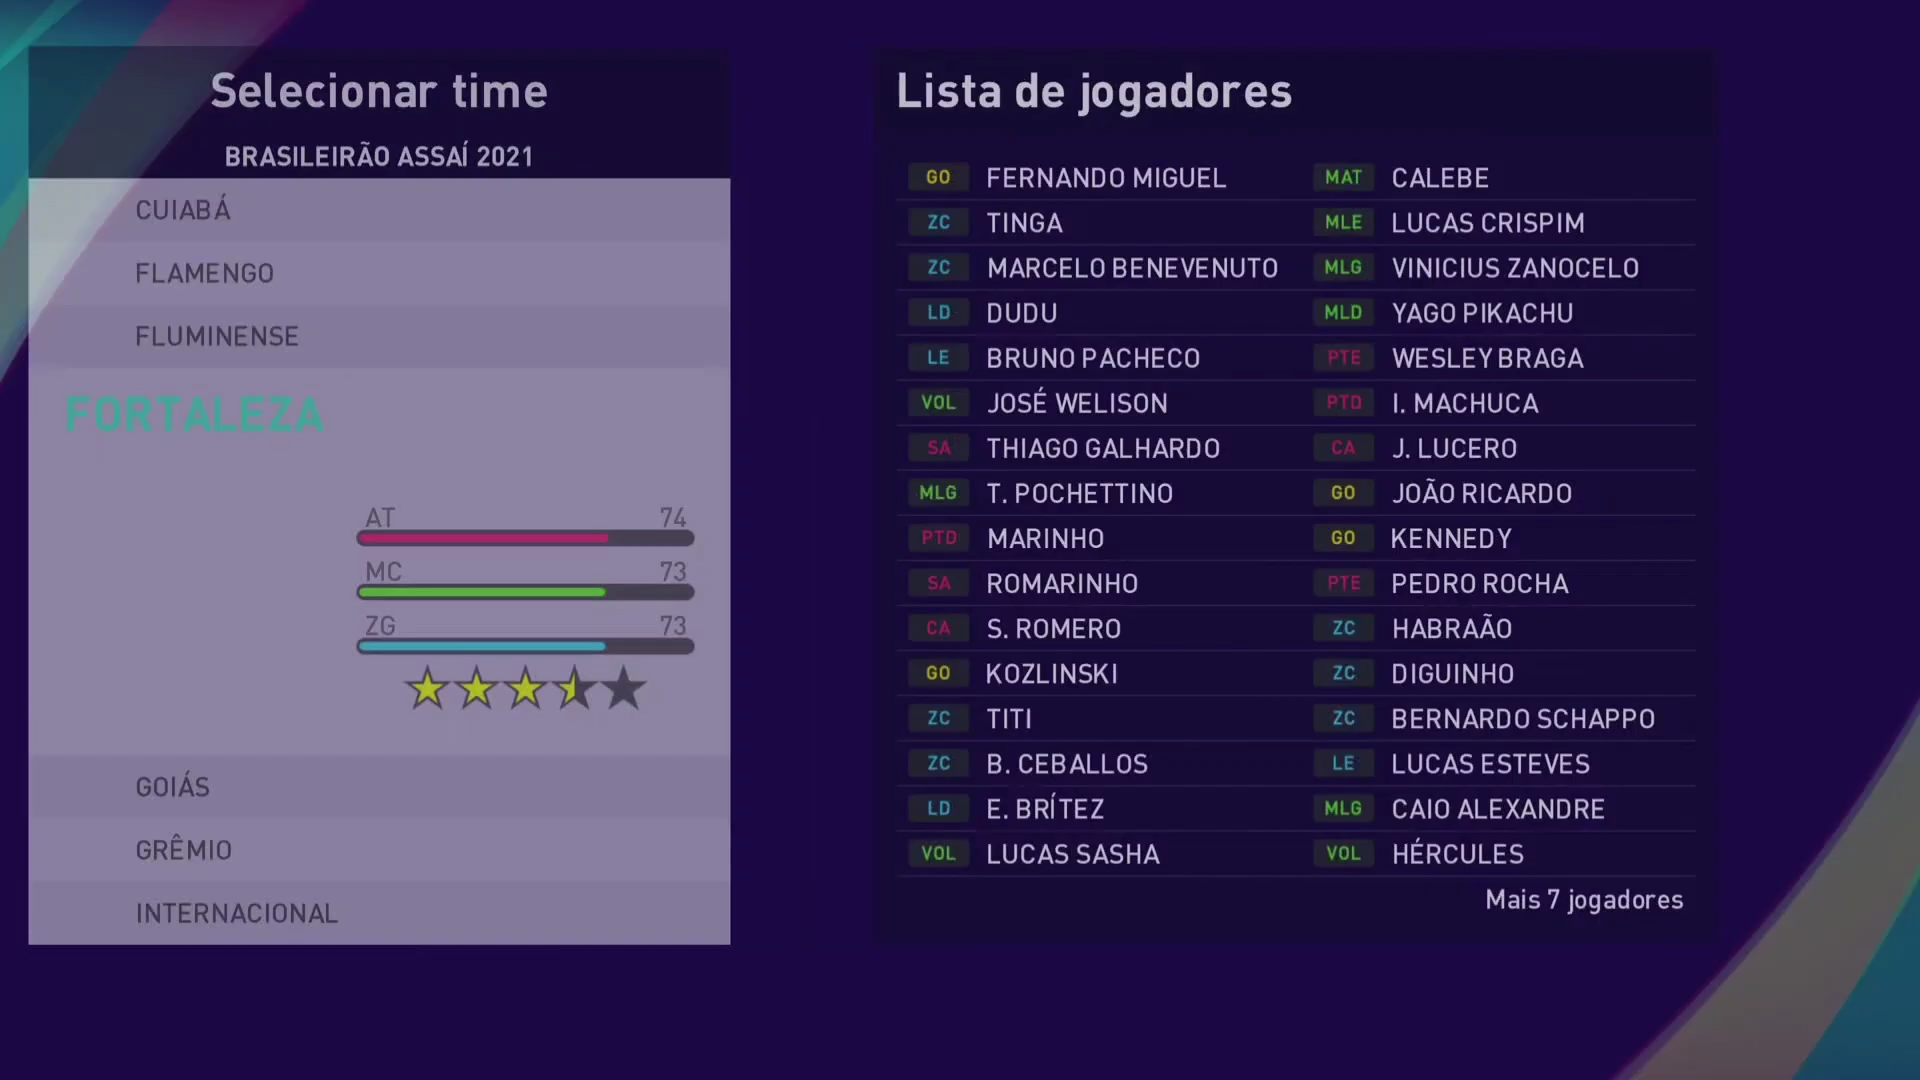 Selecionar time
BRASILEIRÃO ASSAÍ 2021
CUIABÁ
FLAMENGO
FLUMINENSE
FORTALEZA
AT 74
MC 73
ZG 73
GOIÁS
GRÊMIO
INTERNACIONAL
Lista de jogadores
GO FERNANDO MIGUEL
ZC TINGA
ZC MARCELO BENEVENUTO
LD DUDU
LE BRUNO PACHECO
VOL JOSÉ WELISON
SA THIAGO GALHARDO
MLG T. POCHETTINO
PTD MARINHO
SA ROMARINHO
CA S. ROMERO
GO KOZLINSKI
ZC TITI
ZC B. CEBALLOS
LD E. BRÍTEZ
VOL LUCAS SASHA
MAT CALEBE
MLE LUCAS CRISPIM
MLG VINICIUS ZANOCELO
MLD YAGO PIKACHU
PTE WESLEY BRAGA
PTD I. MACHUCA
CA J. LUCERO
GO JOÃO RICARDO
GO KENNEDY
PTE PEDRO ROCHA
ZC HABRAÃO
ZC DIGUINHO
ZC BERNARDO SCHAPPO
LE LUCAS ESTEVES
MLG CAIO ALEXANDRE
VOL HÉRCULES
Mais 7 jogadores